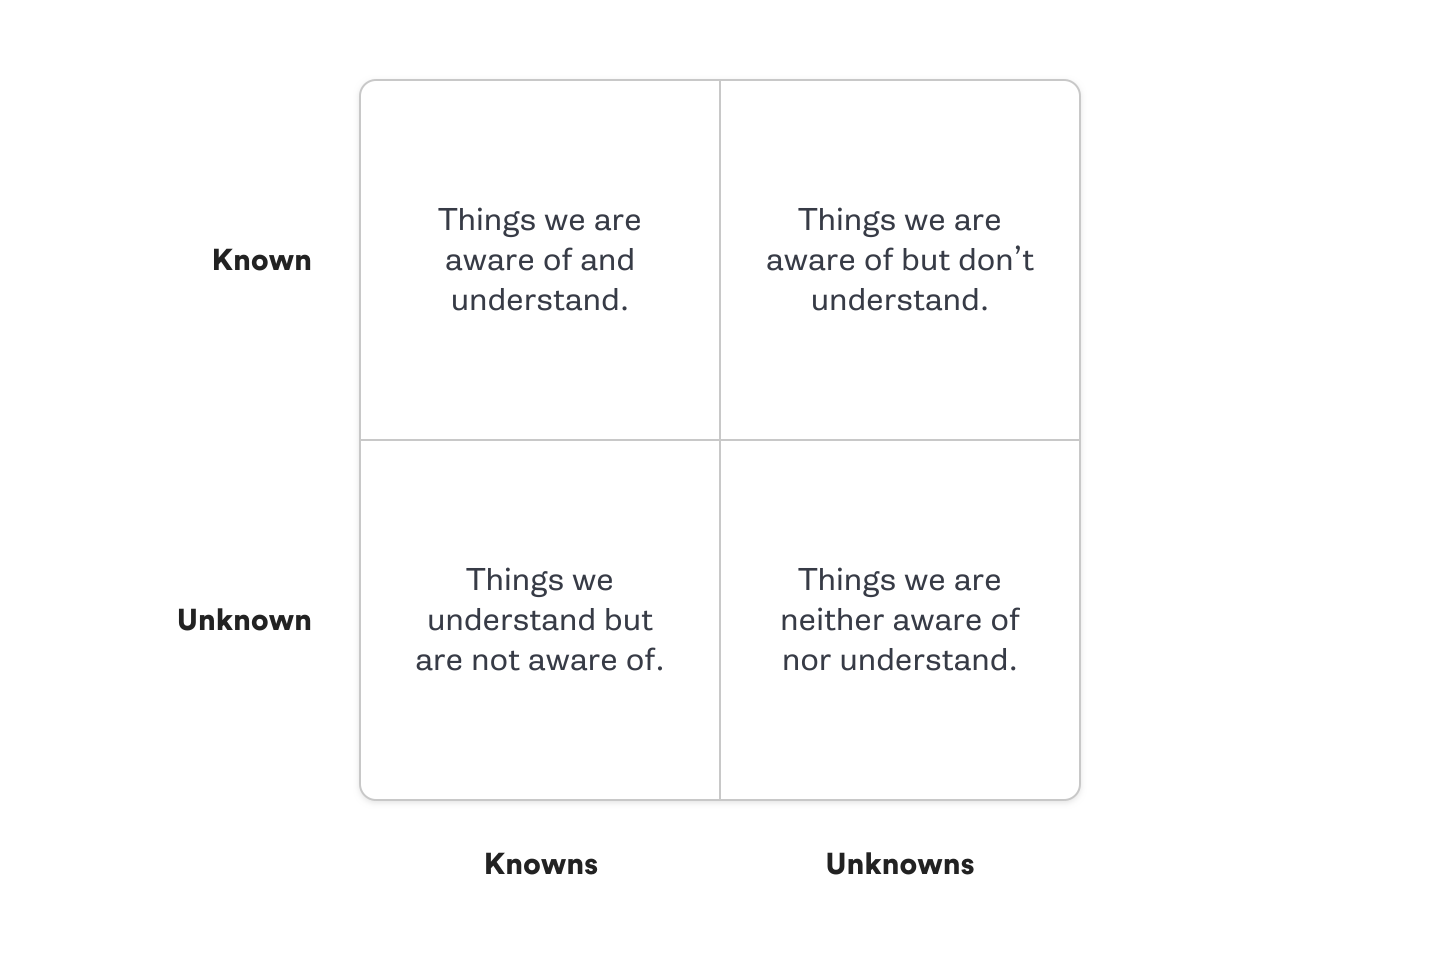 Known
Things we are
aware of and
understand.
Things we are
aware of but don’t
understand.
Unknown
Things we
understand but
are not aware of.
Things we are
neither aware of
nor understand.
Knowns
Unknowns